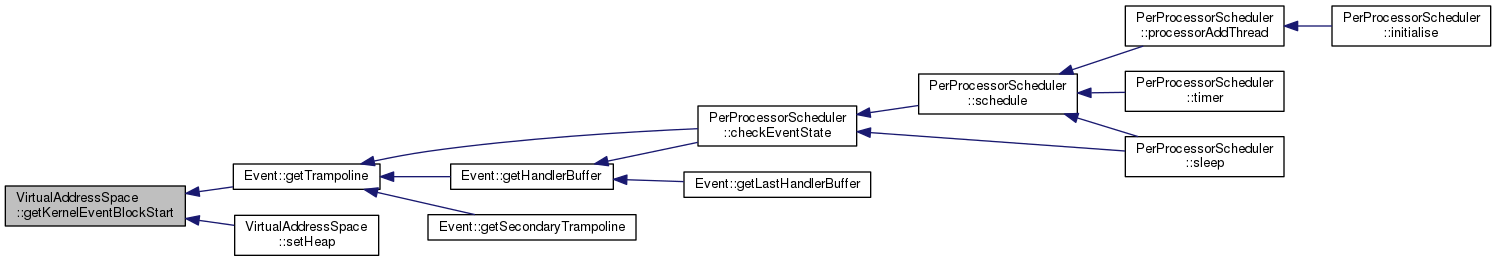 VirtualAddressSpace
::getKernelEventBlockStart
Event::getTrampoline
VirtualAddressSpace
::setHeap
Event::getHandlerBuffer
Event::getSecondaryTrampoline
PerProcessorScheduler
::checkEventState
Event::getLastHandlerBuffer
PerProcessorScheduler
::schedule
PerProcessorScheduler
::processorAddThread
PerProcessorScheduler
::timer
PerProcessorScheduler
::sleep
PerProcessorScheduler
::initialise